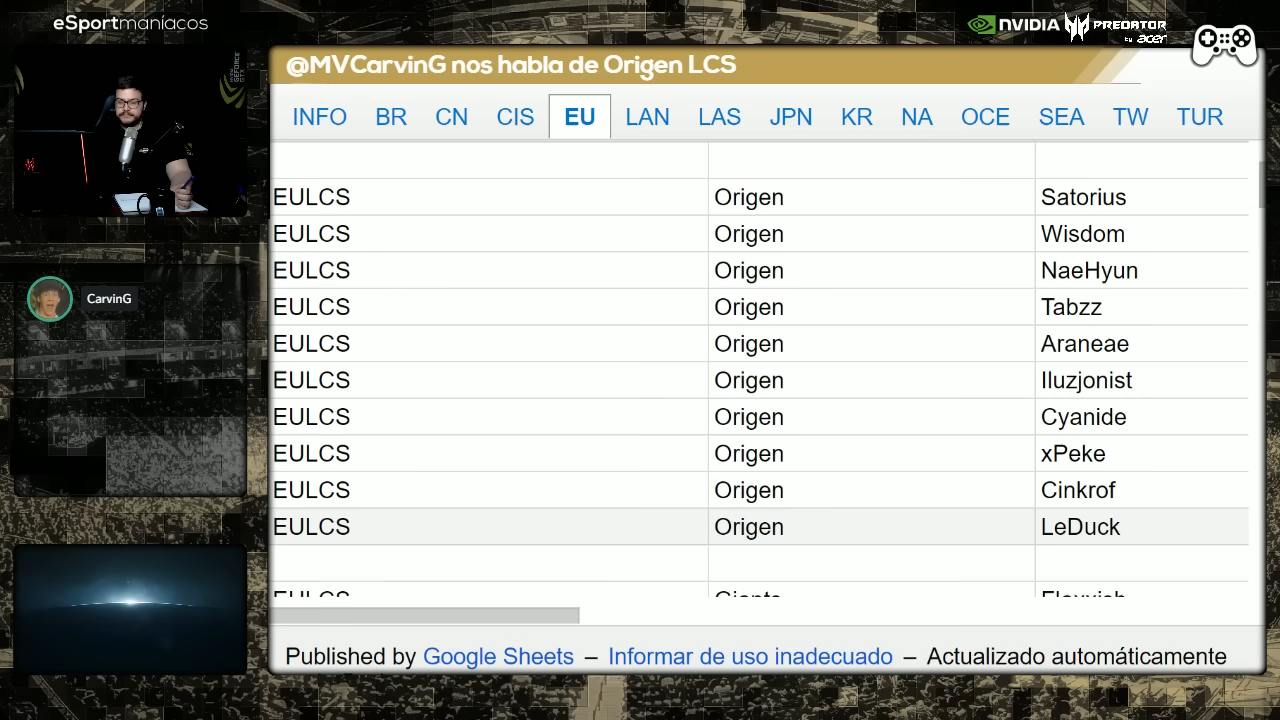 eSportmaníacos
NVIDIA
PREDATOR
by acer
@MVCarvinG nos habla de Origen LCS
INFO BR CN CIS EU LAN LAS JPN KR NA OCE SEA TW TUR
EULCS Origen Satorius
EULCS Origen Wisdom
EULCS Origen NaeHyun
EULCS Origen Tabzz
EULCS Origen Araneae
EULCS Origen Iluzjonist
EULCS Origen Cyanide
EULCS Origen xPeke
EULCS Origen Cinkrof
EULCS Origen LeDuck
EULCS Giants
CarvinG
Published by Google Sheets – Informar de uso inadecuado – Actualizado automáticamente